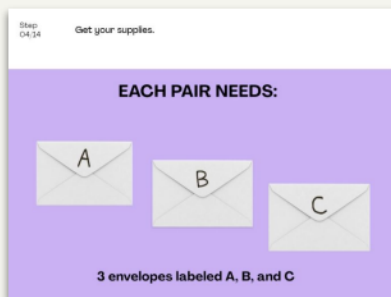 Step
04/14
Get your supplies.
EACH PAIR NEEDS:
A
B
C
3 envelopes labeled A, B, and C